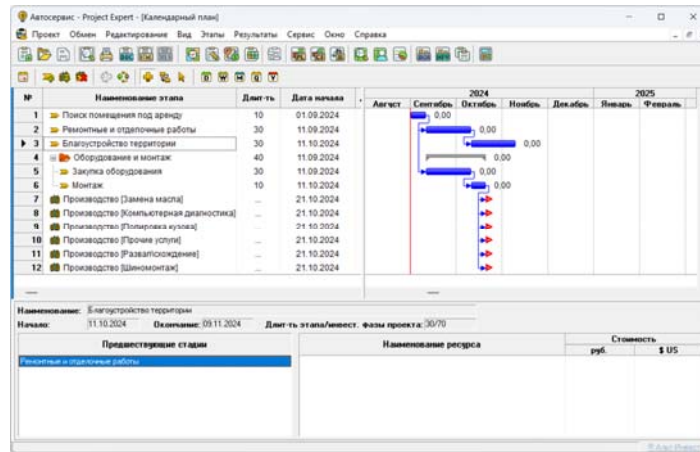 Автосервис - Project Expert - [Календарный план]
Проект Обмен Редактирование Вид Этапы Результаты Сервис Окно Справка
№ Наименование этапа Длит-ть Дата начала 2024 2025
Август Сентябрь Октябрь Ноябрь Декабрь Январь Февраль
1 Поиск помещения под аренду 10 01.09.2024 0,00
2 Ремонтные и отделочные работы 30 11.09.2024 0,00
3 Благоустройство территории 30 11.10.2024 0,00
4 Оборудование и монтаж 40 11.09.2024 0,00
5 Закупка оборудования 30 11.09.2024 0,00
6 Монтаж 10 11.10.2024 0,00
7 Производство [Замена масла] ... 21.10.2024
8 Производство [Компьютерная диагностика] ... 21.10.2024
9 Производство [Полировка кузова] ... 21.10.2024
10 Производство [Прочие услуги] ... 21.10.2024
11 Производство [Развал/схождение] ... 21.10.2024
12 Производство [Шиномонтаж] ... 21.10.2024
Наименование: Благоустройство территории
Начало: 11.10.2024 Окончание: 09.11.2024 Длит-ть этапа/инвест. фазы проекта: 30/70
Предшествующие стадии Наименование ресурса Стоимость
руб. $ US
Ремонтные и отделочные работы